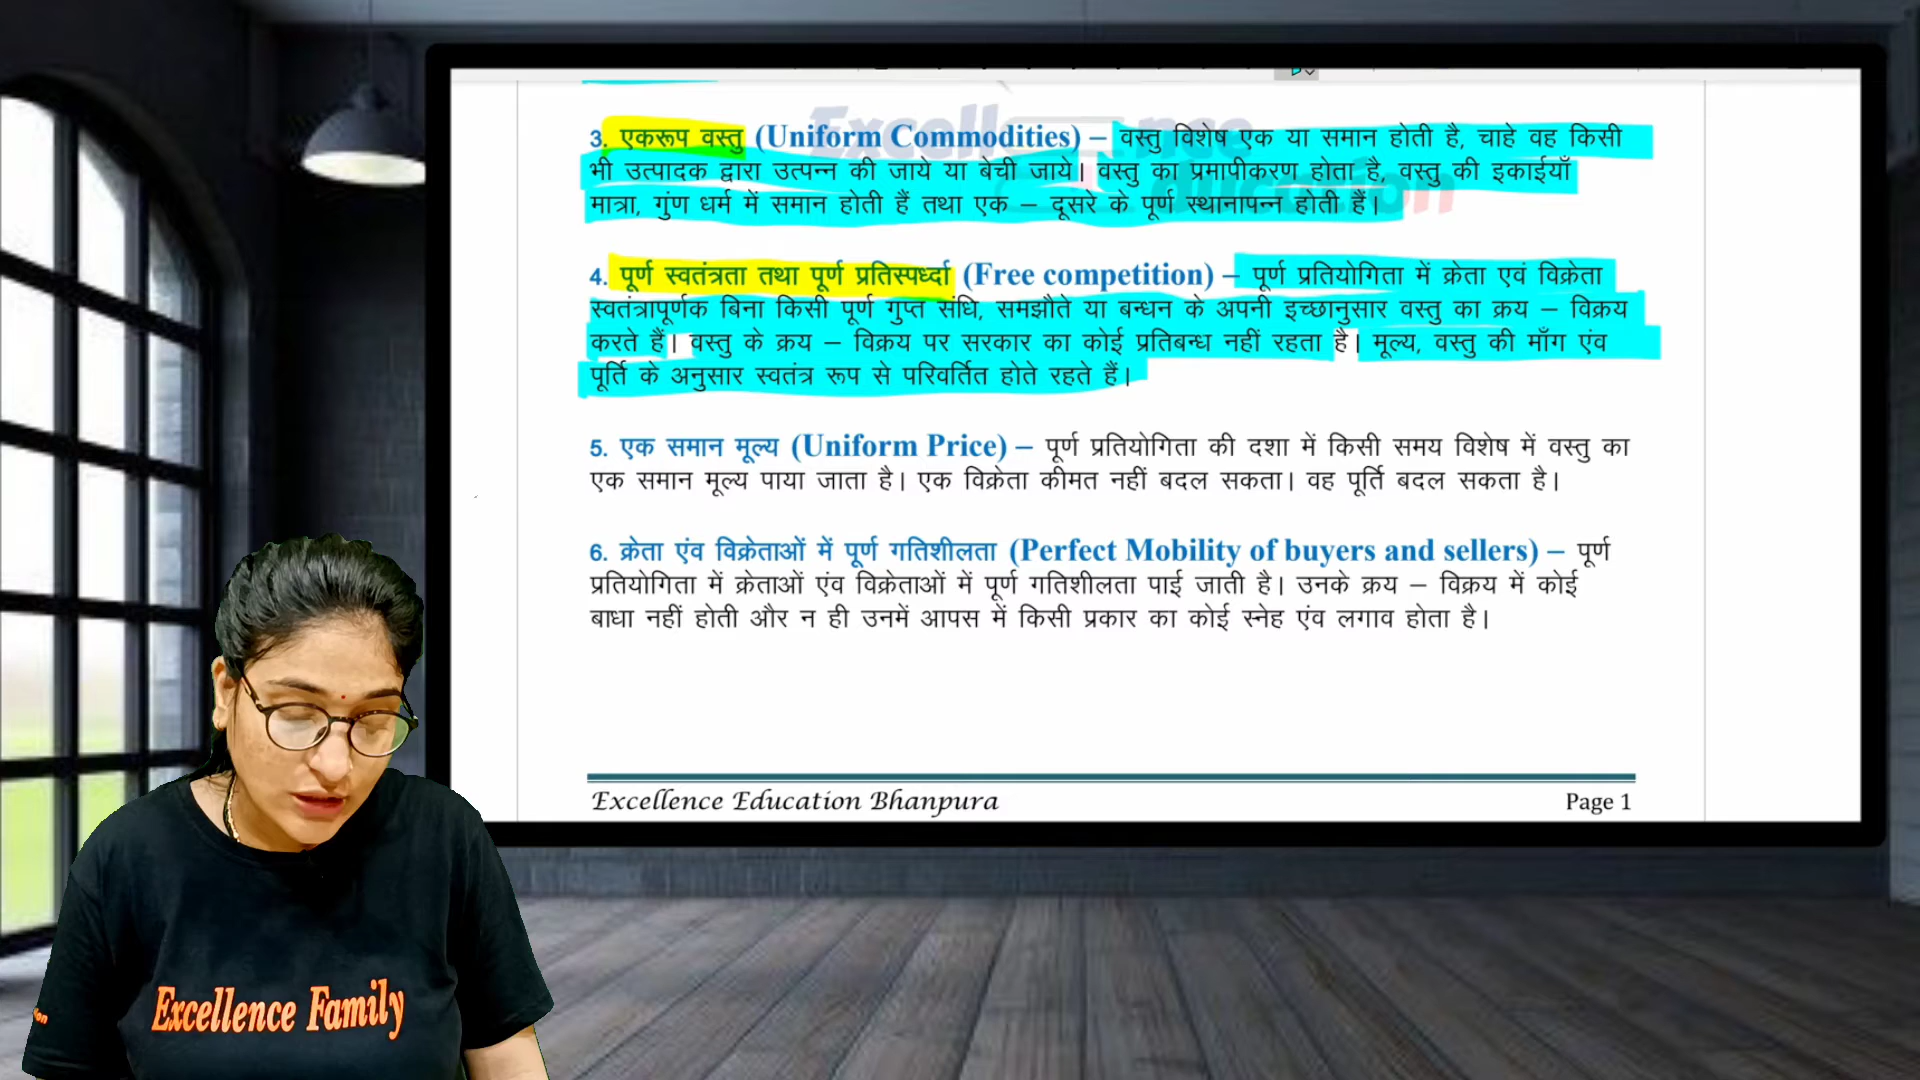 3. एकरूप वस्तु (Uniform Commodities) – वस्तु विशेष एक या समान होती है, चाहे वह किसी
भी उत्पादक द्वारा उत्पन्न की जाये या बेची जाये। वस्तु का प्रमापीकरण होता है, वस्तु की इकाईयाँ
मात्रा, गुंण धर्म में समान होती हैं तथा एक – दूसरे के पूर्ण स्थानापन्न होती हैं।
4. पूर्ण स्वतंत्रता तथा पूर्ण प्रतिस्पर्ध्दा (Free competition) – पूर्ण प्रतियोगिता में क्रेता एवं विक्रेता
स्वतंत्रापूर्णक बिना किसी पूर्ण गुप्त संधि, समझौते या बन्धन के अपनी इच्छानुसार वस्तु का क्रय – विक्रय
करते हैं। वस्तु के क्रय – विक्रय पर सरकार का कोई प्रतिबन्ध नहीं रहता है। मूल्य, वस्तु की माँग एंव
पूर्ति के अनुसार स्वतंत्र रूप से परिवर्तित होते रहते हैं।
5. एक समान मूल्य (Uniform Price) – पूर्ण प्रतियोगिता की दशा में किसी समय विशेष में वस्तु का
एक समान मूल्य पाया जाता है। एक विक्रेता कीमत नहीं बदल सकता। वह पूर्ति बदल सकता है।
6. क्रेता एंव विक्रेताओं में पूर्ण गतिशीलता (Perfect Mobility of buyers and sellers) – पूर्ण
प्रतियोगिता में क्रेताओं एंव विक्रेताओं में पूर्ण गतिशीलता पाई जाती है। उनके क्रय – विक्रय में कोई
बाधा नहीं होती और न ही उनमें आपस में किसी प्रकार का कोई स्नेह एंव लगाव होता है।
Excellence Education Bhanpura Page 1
Excellence Family